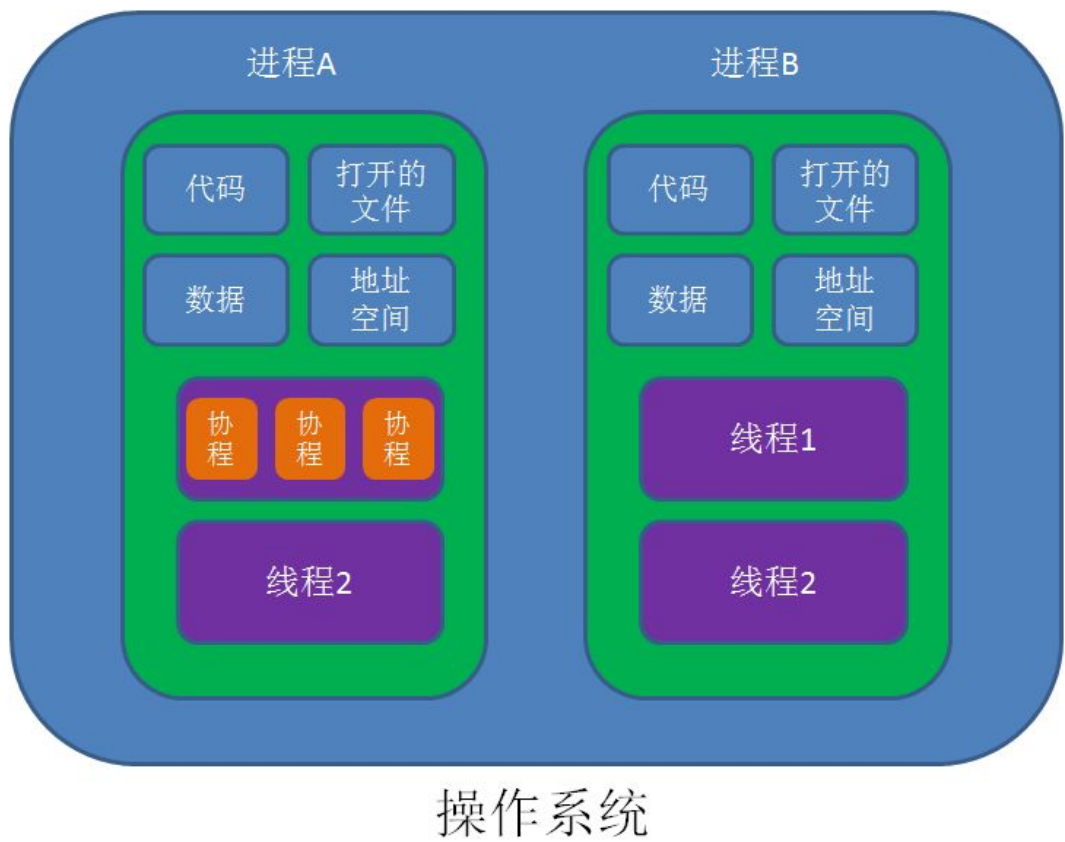 进程A
进程B
代码
打开的
文件
代码
打开的
文件
数据
地址
空间
数据
地址
空间
协
程
协
程
协
程
线程1
线程2
线程2
操作系统